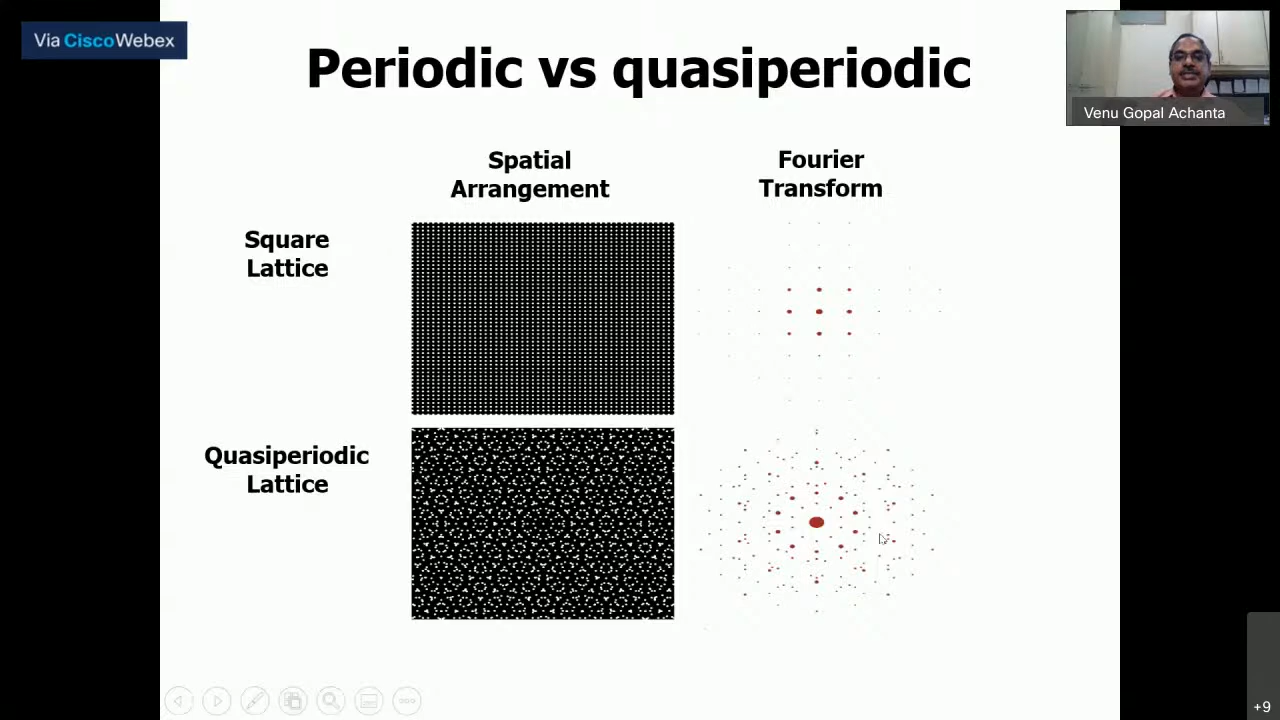 Via CiscoWebex
Periodic vs quasiperiodic
Venu Gopal Achanta
Spatial
Arrangement
Fourier
Transform
Square
Lattice
Quasiperiodic
Lattice
+9